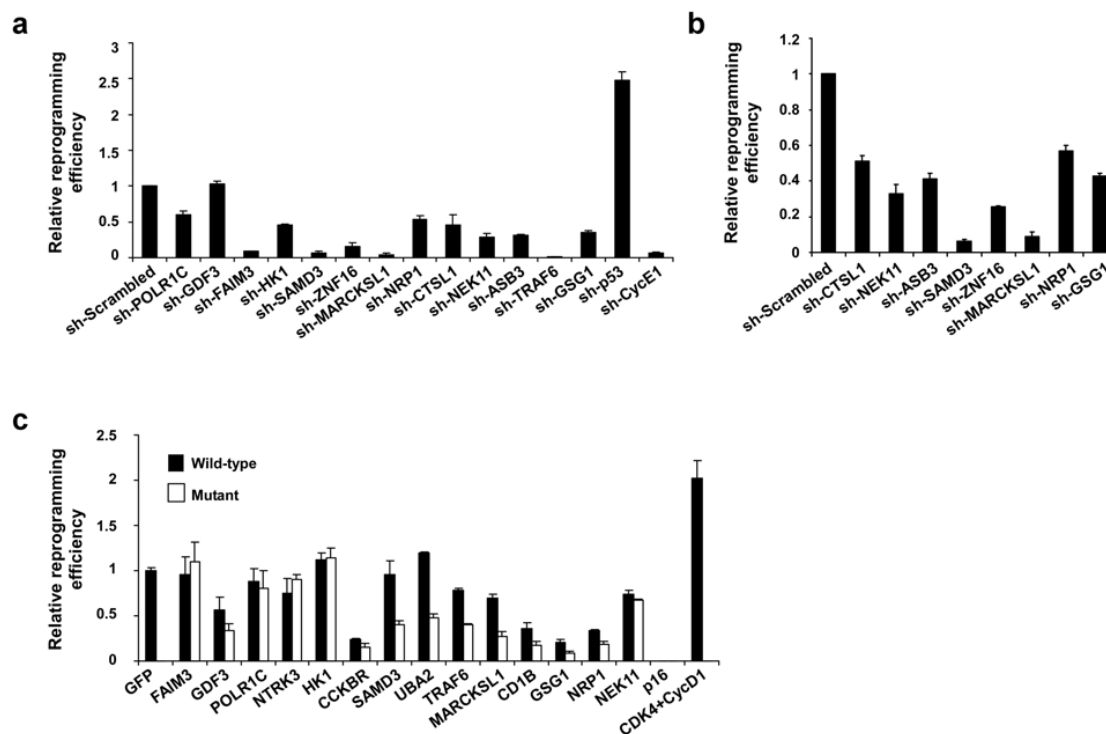 a
Relative reprogramming
efficiency
3
2.5
2
1.5
1
0.5
0
sh-Scrambled
sh-POLR1C
sh-GDF3
sh-FAIM3
sh-HK1
sh-SAMD3
sh-ZNF16
sh-MARCKSL1
sh-NRP1
sh-CTSL1
sh-NEK11
sh-ASB3
sh-TRAF6
sh-GSG1
sh-p53
sh-CycE1
b
Relative reprogramming
efficiency
1.2
1
0.8
0.6
0.4
0.2
0
sh-Scrambled
sh-CTSL1
sh-NEK11
sh-ASB3
sh-SAMD3
sh-ZNF16
sh-MARCKSL1
sh-NRP1
sh-GSG1
c
Relative reprogramming
efficiency
2.5
2
1.5
1
0.5
0
Wild-type
Mutant
GFP
FAIM3
GDF3
POLR1C
NTRK3
HK1
CCKBR
SAMD3
UBA2
TRAF6
MARCKSL1
CD1B
GSG1
NRP1
NEK11
p16
CDK4+CycD1